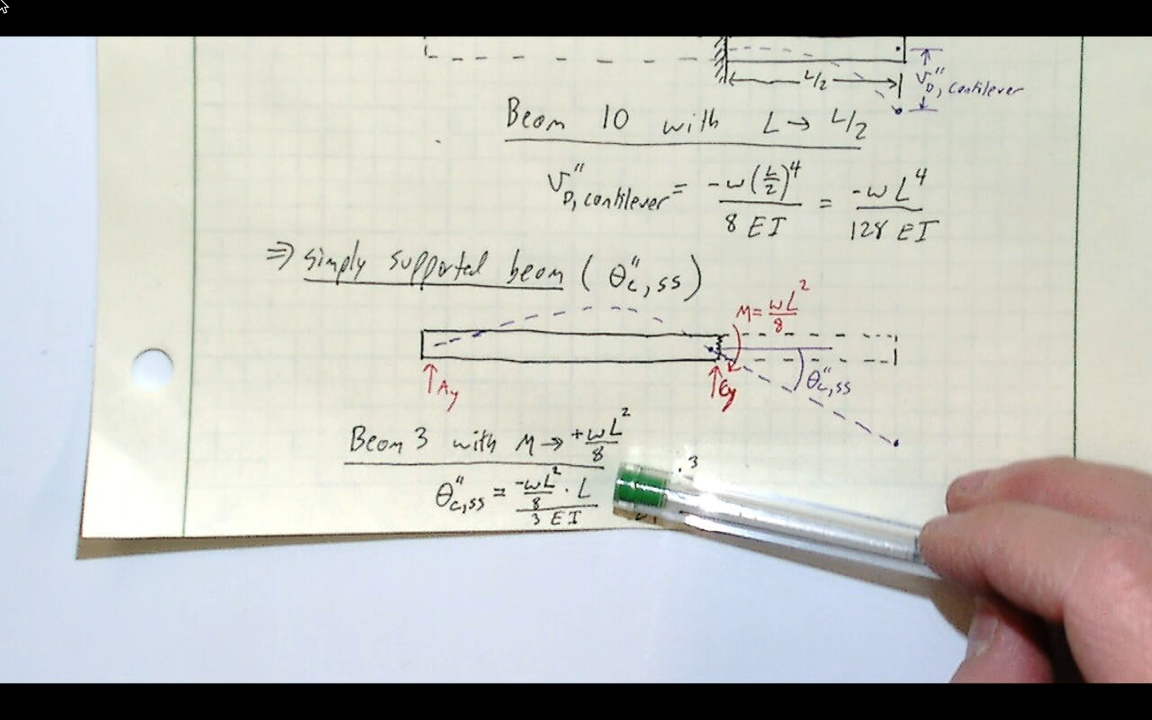 L/2
v"D, cantilever
Beam 10 with L → L/2
v"D, cantilever = -w(L/2)^4 / 8EI = -wL^4 / 128EI
⇒ simply supported beam (θ"c,ss)
M = wL^2/8
θ"c,ss
Ay
Cy
Beam 3 with M → +wL^2/8
θ"c,ss = -wL^2/8 · L / 3EI
3